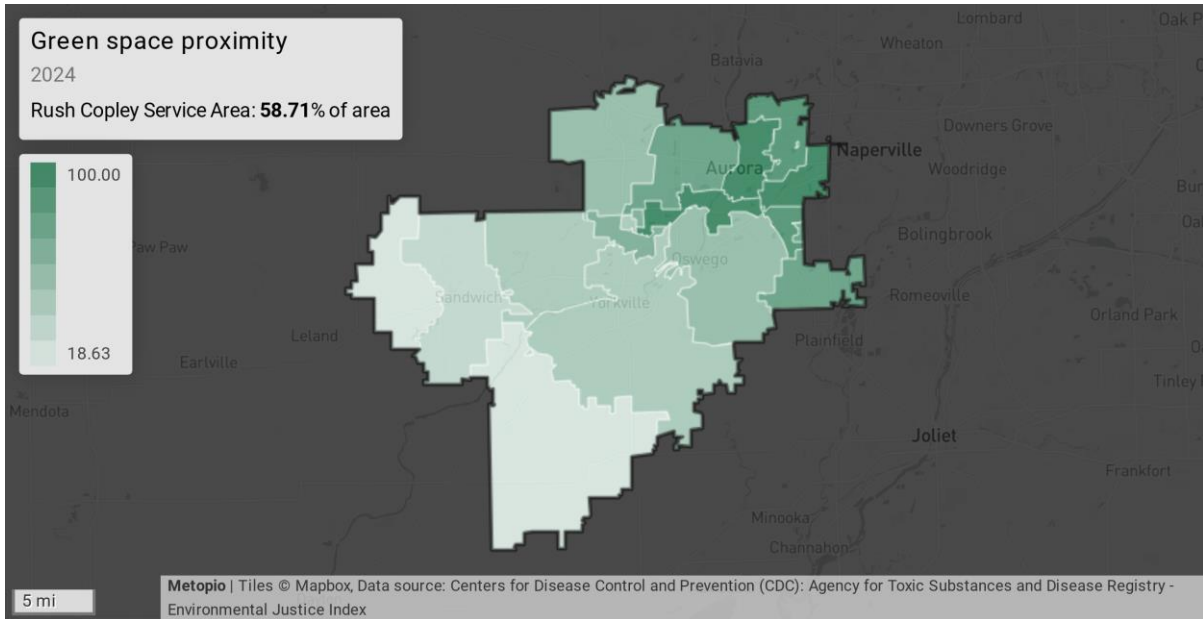 Green space proximity
2024
Rush Copley Service Area: 58.71% of area
100.00
18.63
Lombard
Oak P
Wheaton
Batavia
Downers Grove
Naperville
Aurora
Woodridge
Bolingbrook
Paw Paw
Oswego
Sandwich
Yorkville
Romeoville
Orland Park
Leland
Plainfield
Earlville
Tinley
Mendota
Joliet
Frankfort
Minooka
Channahon
5 mi
Metopio | Tiles © Mapbox, Data source: Centers for Disease Control and Prevention (CDC): Agency for Toxic Substances and Disease Registry -
Environmental Justice Index